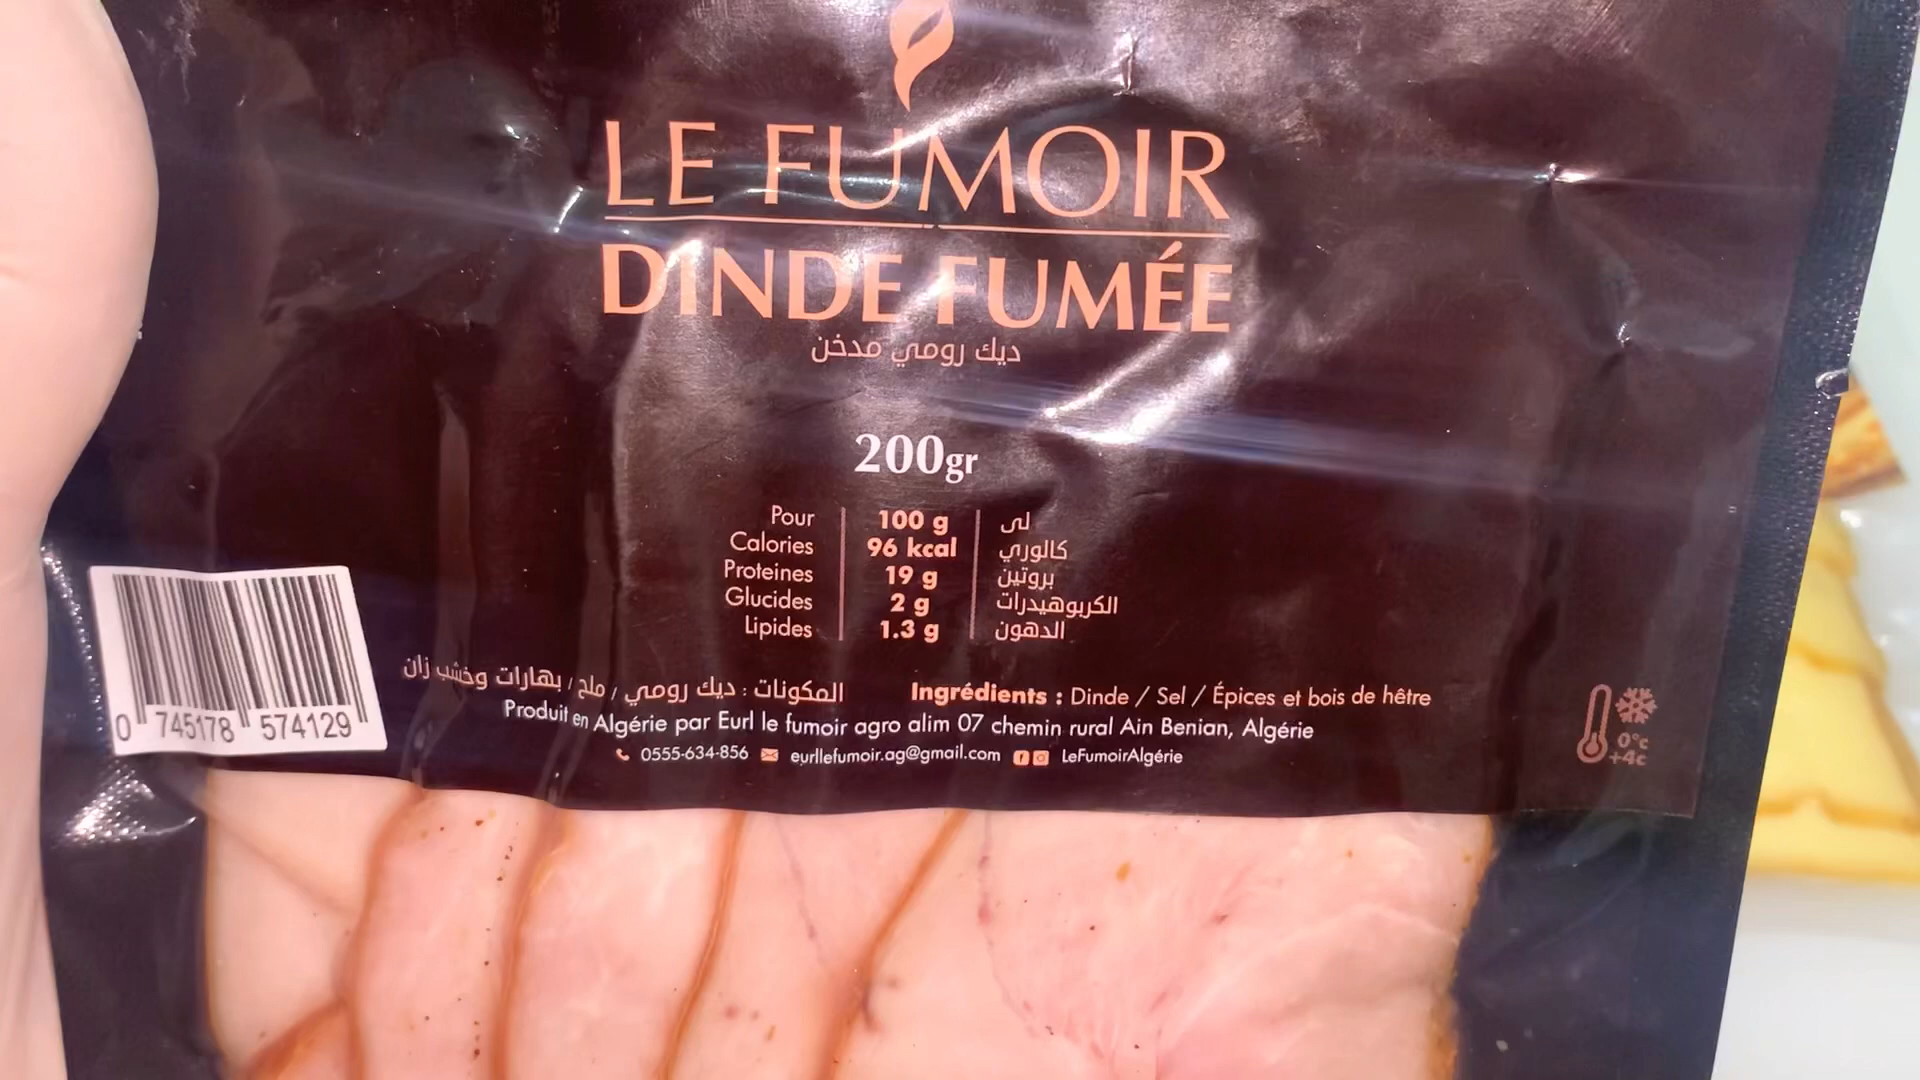 LE FUMOIR
DINDE FUMÉE
ديك رومي مدخن
200gr
Pour 100 g لى
Calories 96 kcal كالوري
Proteines 19 g بروتين
Glucides 2 g الكربوهيدرات
Lipides 1.3 g الدهون
المكونات : ديك رومي / ملح / بهارات وخشب زان
Ingrédients : Dinde / Sel / Épices et bois de hêtre
Produit en Algérie par Eurl le fumoir agro alim 07 chemin rural Ain Benian, Algérie
0555-634-856 eurllefumoir.ag@gmail.com LeFumoirAlgérie
0 745178 574129
0°c
+4c